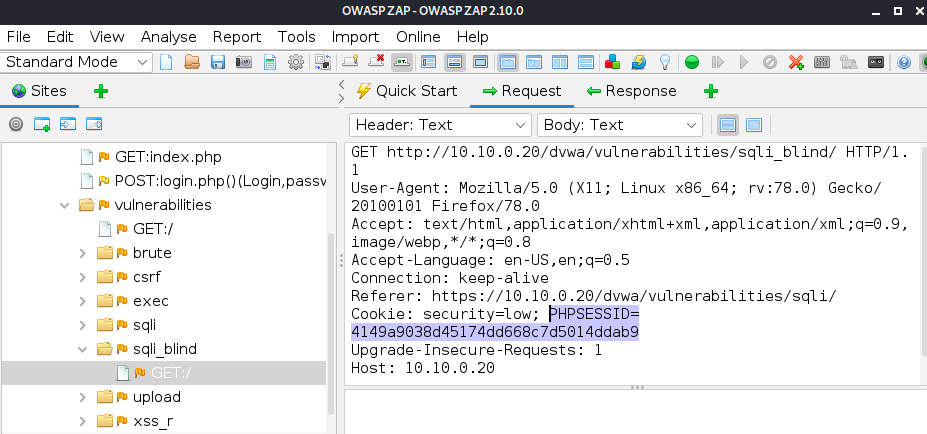 OWASP ZAP - OWASP ZAP 2.10.0
File Edit View Analyse Report Tools Import Online Help
Standard Mode
Sites
Quick Start Request Response
Header: Text Body: Text
GET:index.php
POST:login.php()(Login,passw
vulnerabilities
GET:/
brute
csrf
exec
sqli
sqli_blind
GET:/
upload
xss_r
GET http://10.10.0.20/dvwa/vulnerabilities/sqli_blind/ HTTP/1.
1
User-Agent: Mozilla/5.0 (X11; Linux x86_64; rv:78.0) Gecko/
20100101 Firefox/78.0
Accept: text/html,application/xhtml+xml,application/xml;q=0.9,
image/webp,*/*;q=0.8
Accept-Language: en-US,en;q=0.5
Connection: keep-alive
Referer: https://10.10.0.20/dvwa/vulnerabilities/sqli/
Cookie: security=low; PHPSESSID=
4149a9038d45174dd668c7d5014ddab9
Upgrade-Insecure-Requests: 1
Host: 10.10.0.20